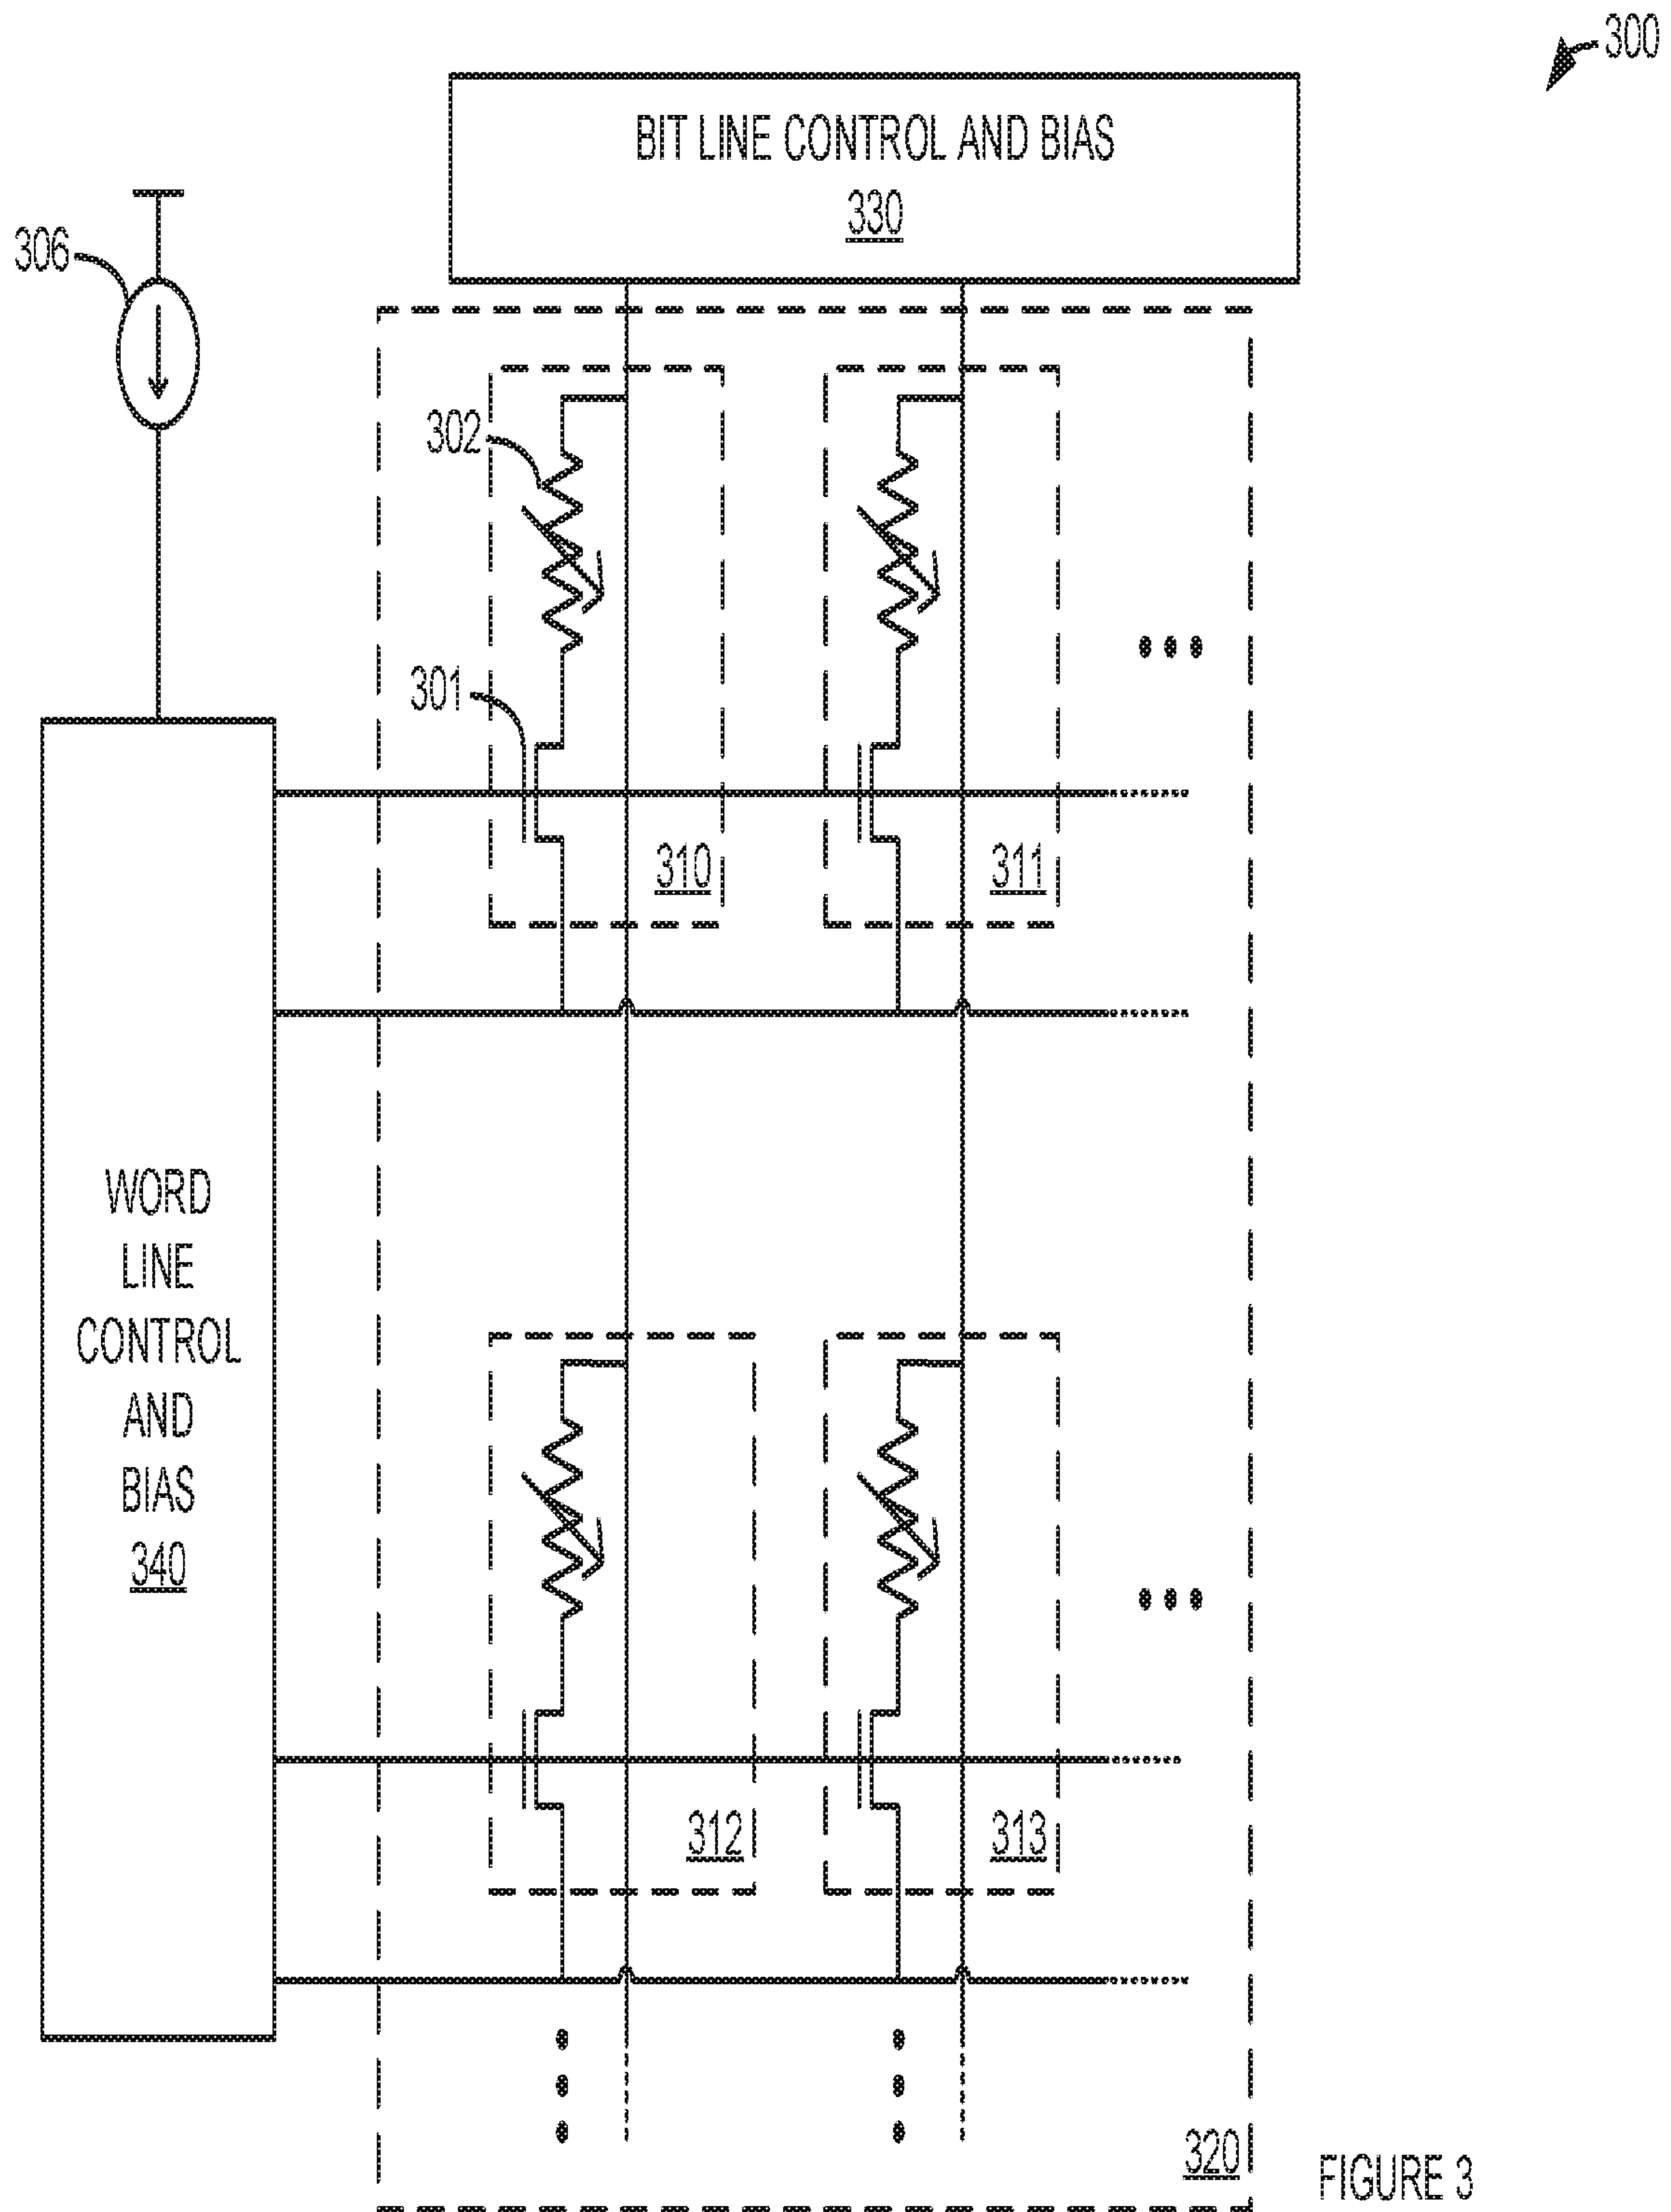 300
BIT LINE CONTROL AND BIAS
330
306
302
301
310
311
WORD
LINE
CONTROL
AND
BIAS
340
312
313
320
FIGURE 3